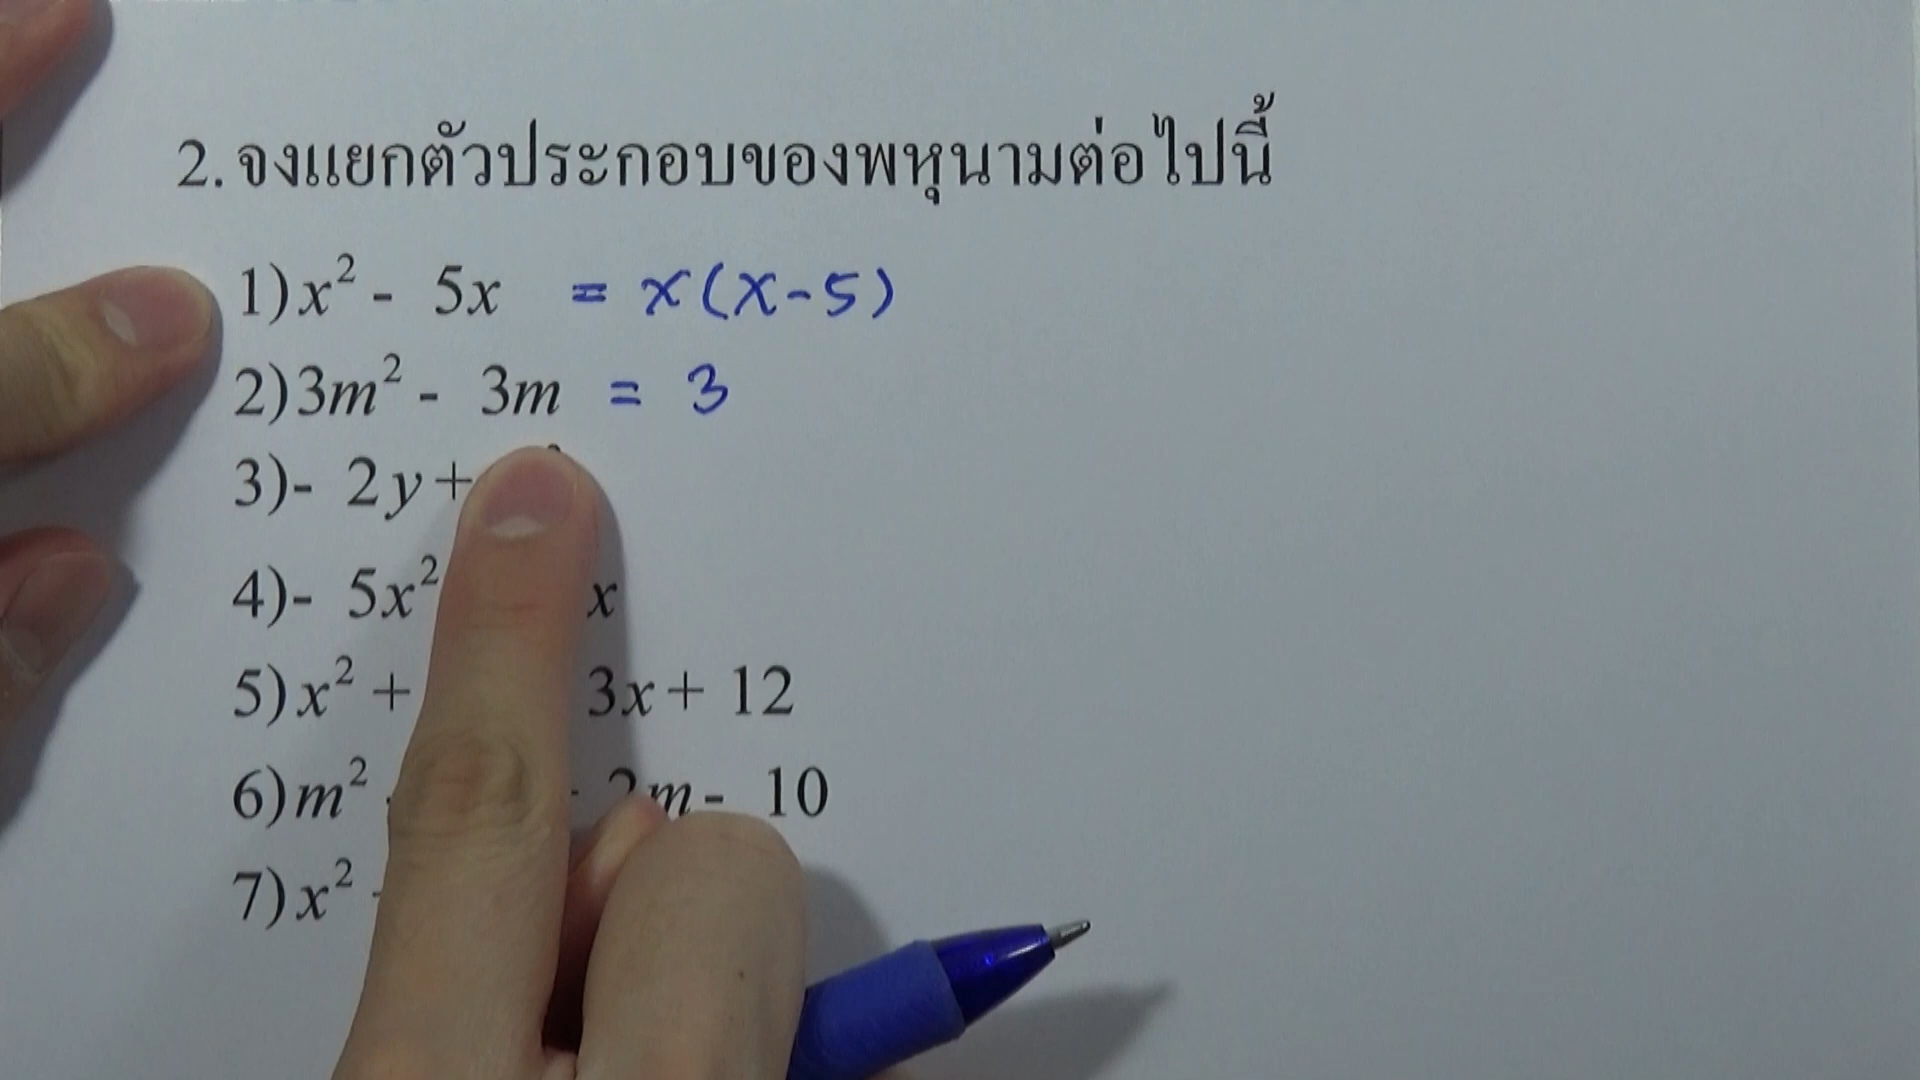 2. จงแยกตัวประกอบของพหุนามต่อไปนี้
1) x² - 5x = x(x-5)
2) 3m² - 3m = 3
3) - 2y+
4) - 5x² x
5) x² + 3x + 12
6) m² m - 10
7) x²